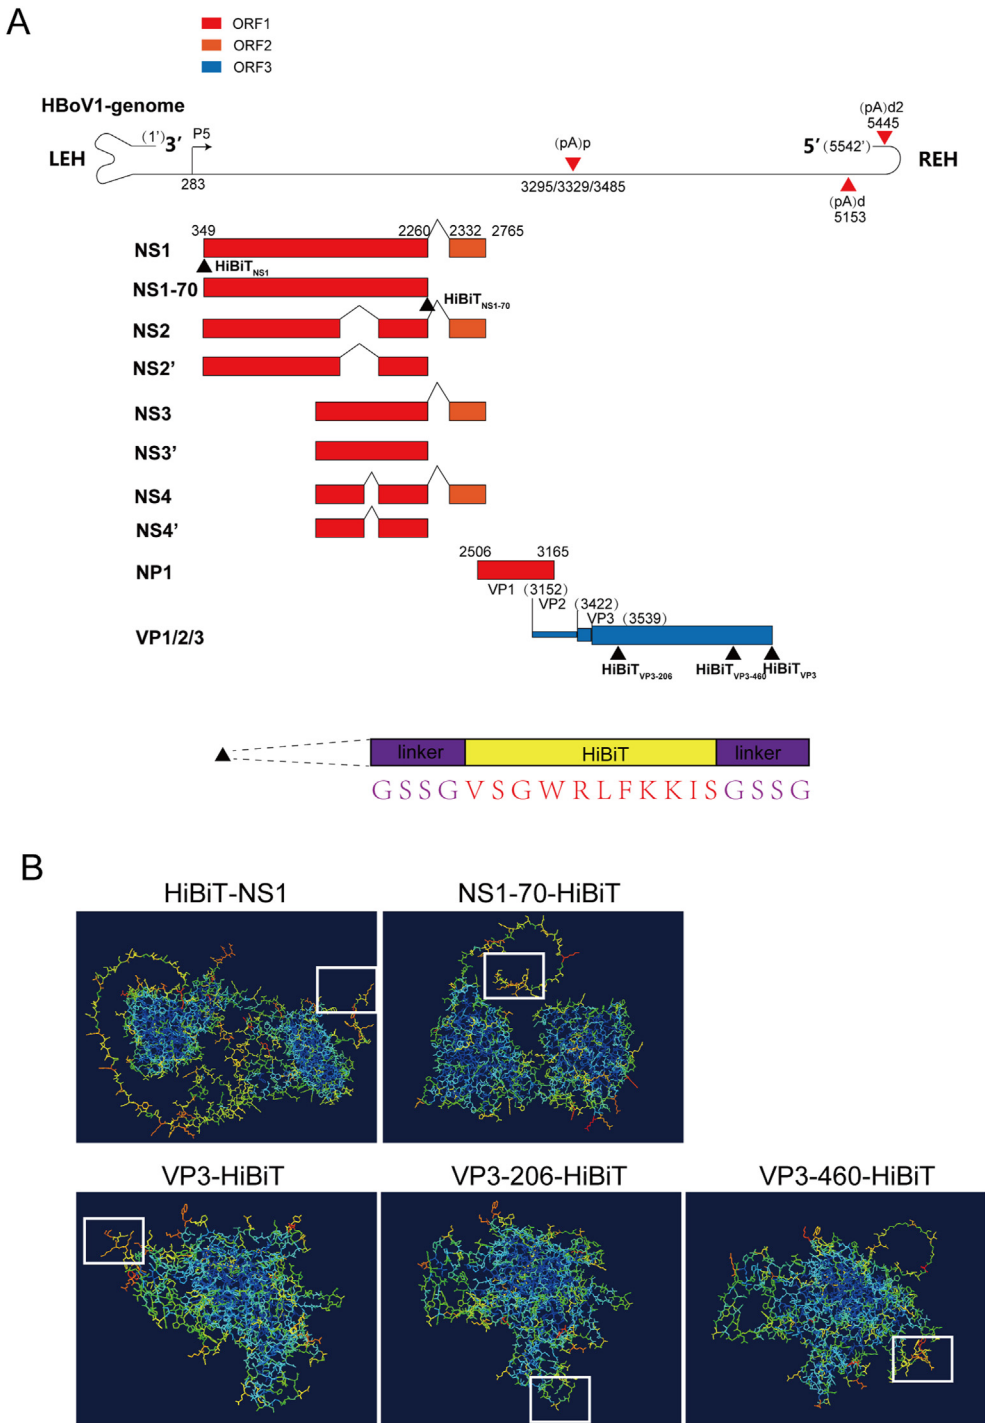 A
ORF1
ORF2
ORF3
HBoV1-genome
(pA)d2
5445
LEH
(1’)
3′
P5
(pA)p
5′
(5542’)
REH
283
3295/3329/3485
(pA)d
5153
349
2260
2332
2765
NS1
HiBiT NS1
NS1-70
HiBiT NS1-70
NS2
NS2’
NS3
NS3’
NS4
NS4’
2506
3165
NP1
VP1 (3152)
VP2 (3422)
VP3 (3539)
VP1/2/3
HiBiT VP3-206
HiBiT VP3-460
HiBiT VP3
linker
HiBiT
linker
GSSGVSGWRLFKKISGSSG
B
HiBiT-NS1
NS1-70-HiBiT
VP3-HiBiT
VP3-206-HiBiT
VP3-460-HiBiT